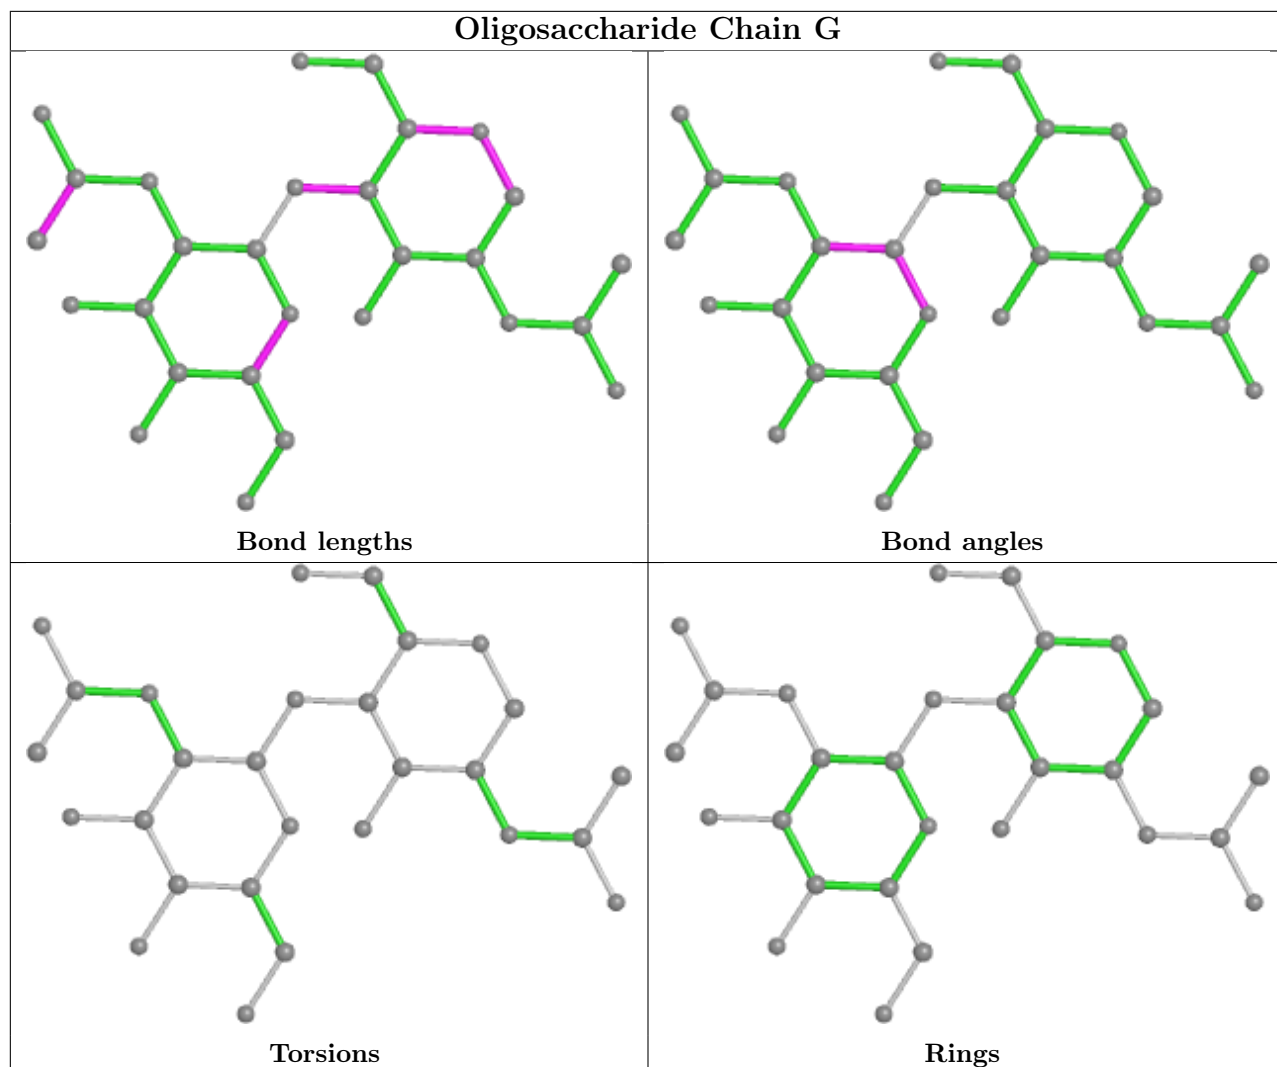 Oligosaccharide Chain G
Bond lengths
Bond angles
Torsions
Rings